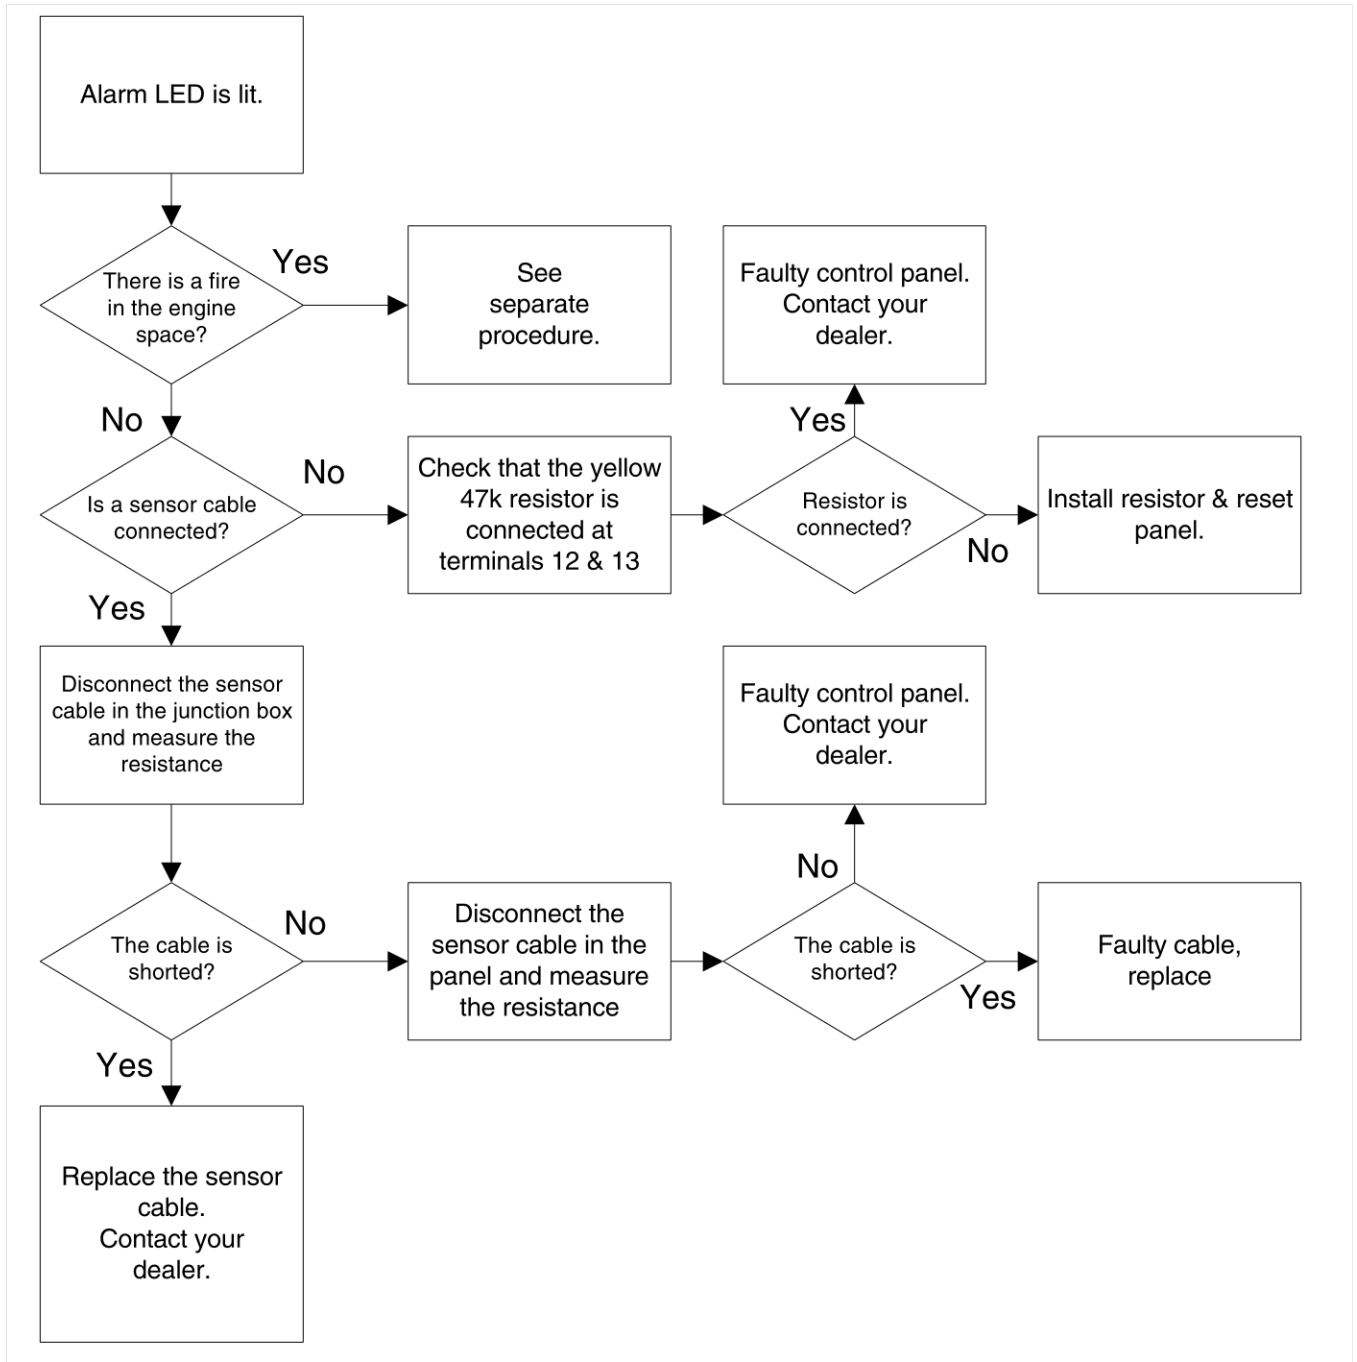 Alarm LED is lit.
There is a fire
in the engine
space?
Yes
See
separate
procedure.
Faulty control panel.
Contact your
dealer.
No
Yes
Is a sensor cable
connected?
No
Check that the yellow
47k resistor is
connected at
terminals 12 & 13
Resistor is
connected?
No
Install resistor & reset
panel.
Yes
Disconnect the sensor
cable in the junction box
and measure the
resistance
Faulty control panel.
Contact your
dealer.
No
The cable is
shorted?
No
Disconnect the
sensor cable in the
panel and measure
the resistance
The cable is
shorted?
Yes
Faulty cable,
replace
Yes
Replace the sensor
cable.
Contact your
dealer.